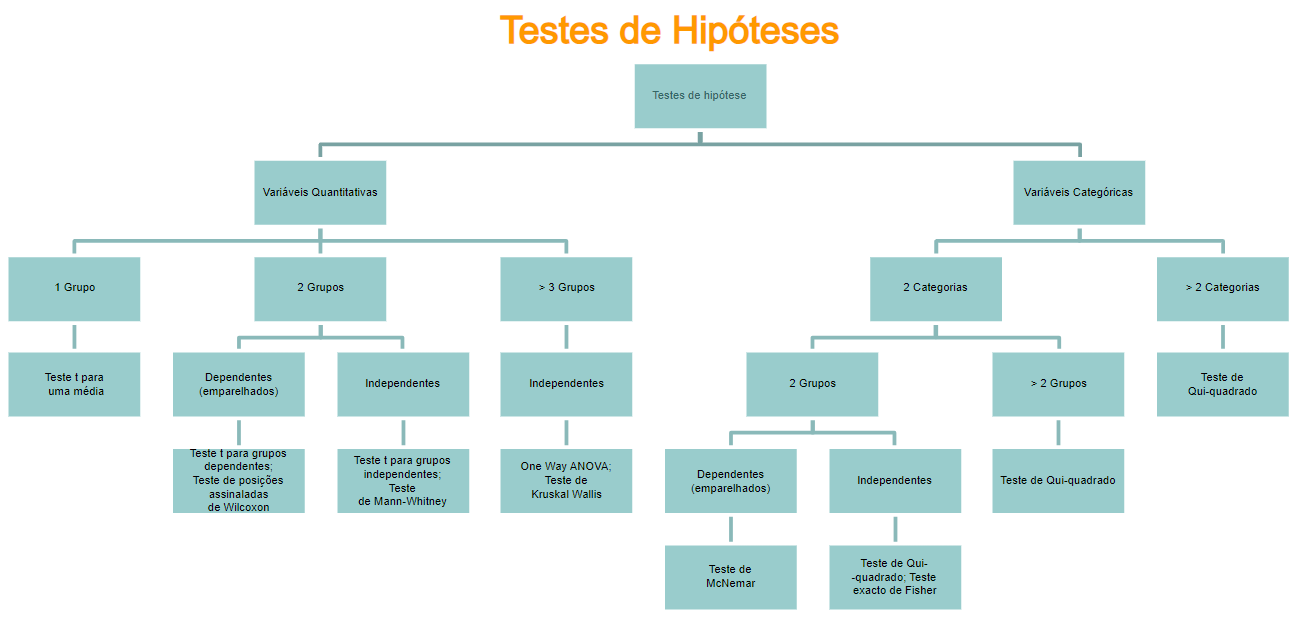 Testes de Hipóteses
Testes de hipótese
Variáveis Quantitativas
Variáveis Categóricas
1 Grupo
2 Grupos
> 3 Grupos
2 Categorias
> 2 Categorias
Teste t para
uma média
Dependentes
(emparelhados)
Independentes
Independentes
2 Grupos
> 2 Grupos
Teste de
Qui-quadrado
Teste t para grupos
dependentes;
Teste de posições
assinaladas
de Wilcoxon
Teste t para grupos
independentes;
Teste
de Mann-Whitney
One Way ANOVA;
Teste de
Kruskal Wallis
Dependentes
(emparelhados)
Independentes
Teste de Qui-quadrado
Teste de
McNemar
Teste de Qui-
-quadrado; Teste
exacto de Fisher